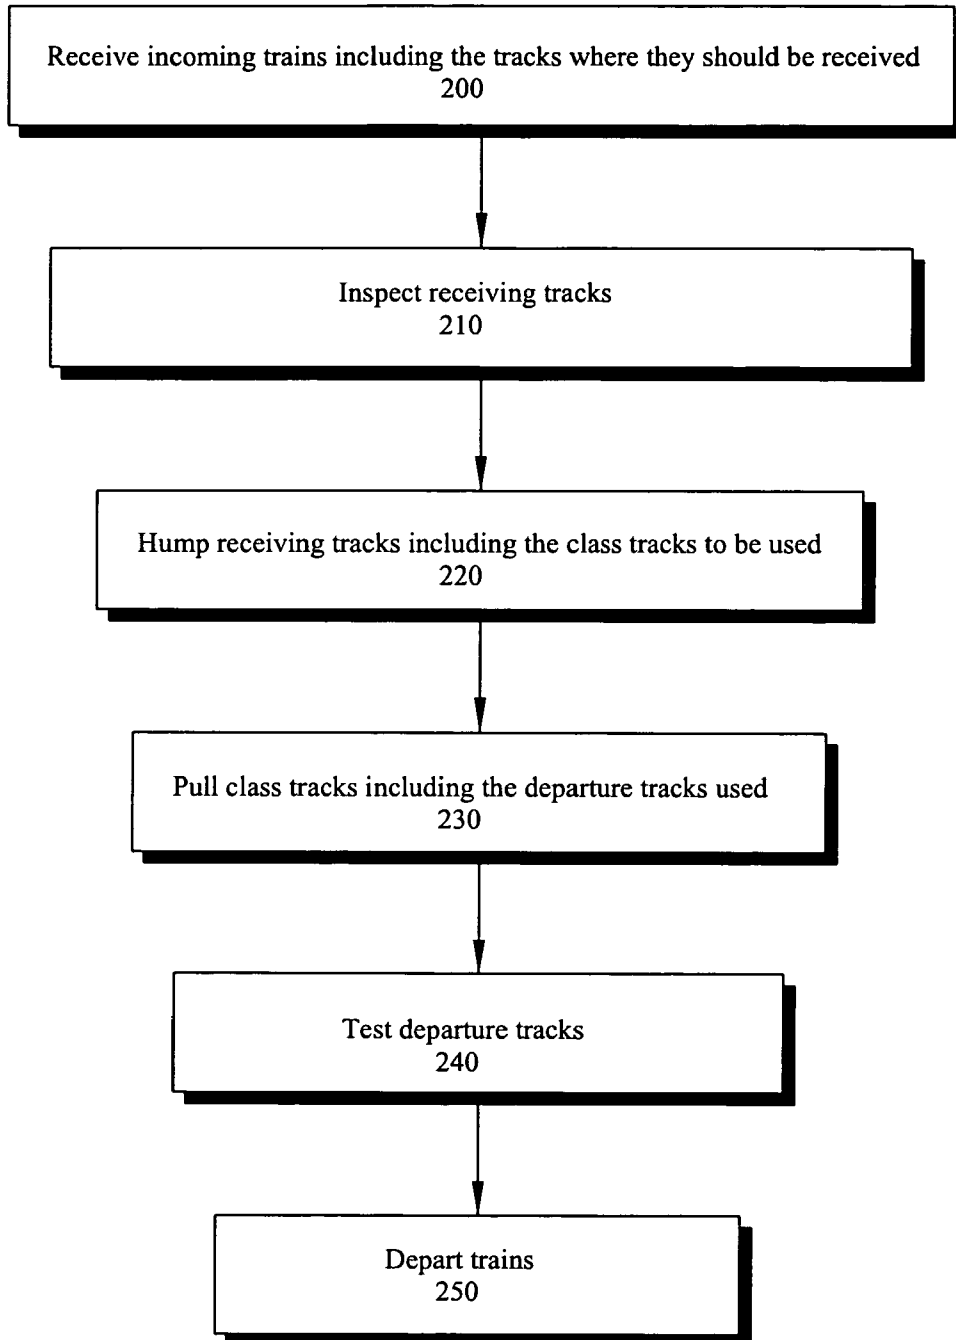 Receive incoming trains including the tracks where they should be received
200
Inspect receiving tracks
210
Hump receiving tracks including the class tracks to be used
220
Pull class tracks including the departure tracks used
230
Test departure tracks
240
Depart trains
250